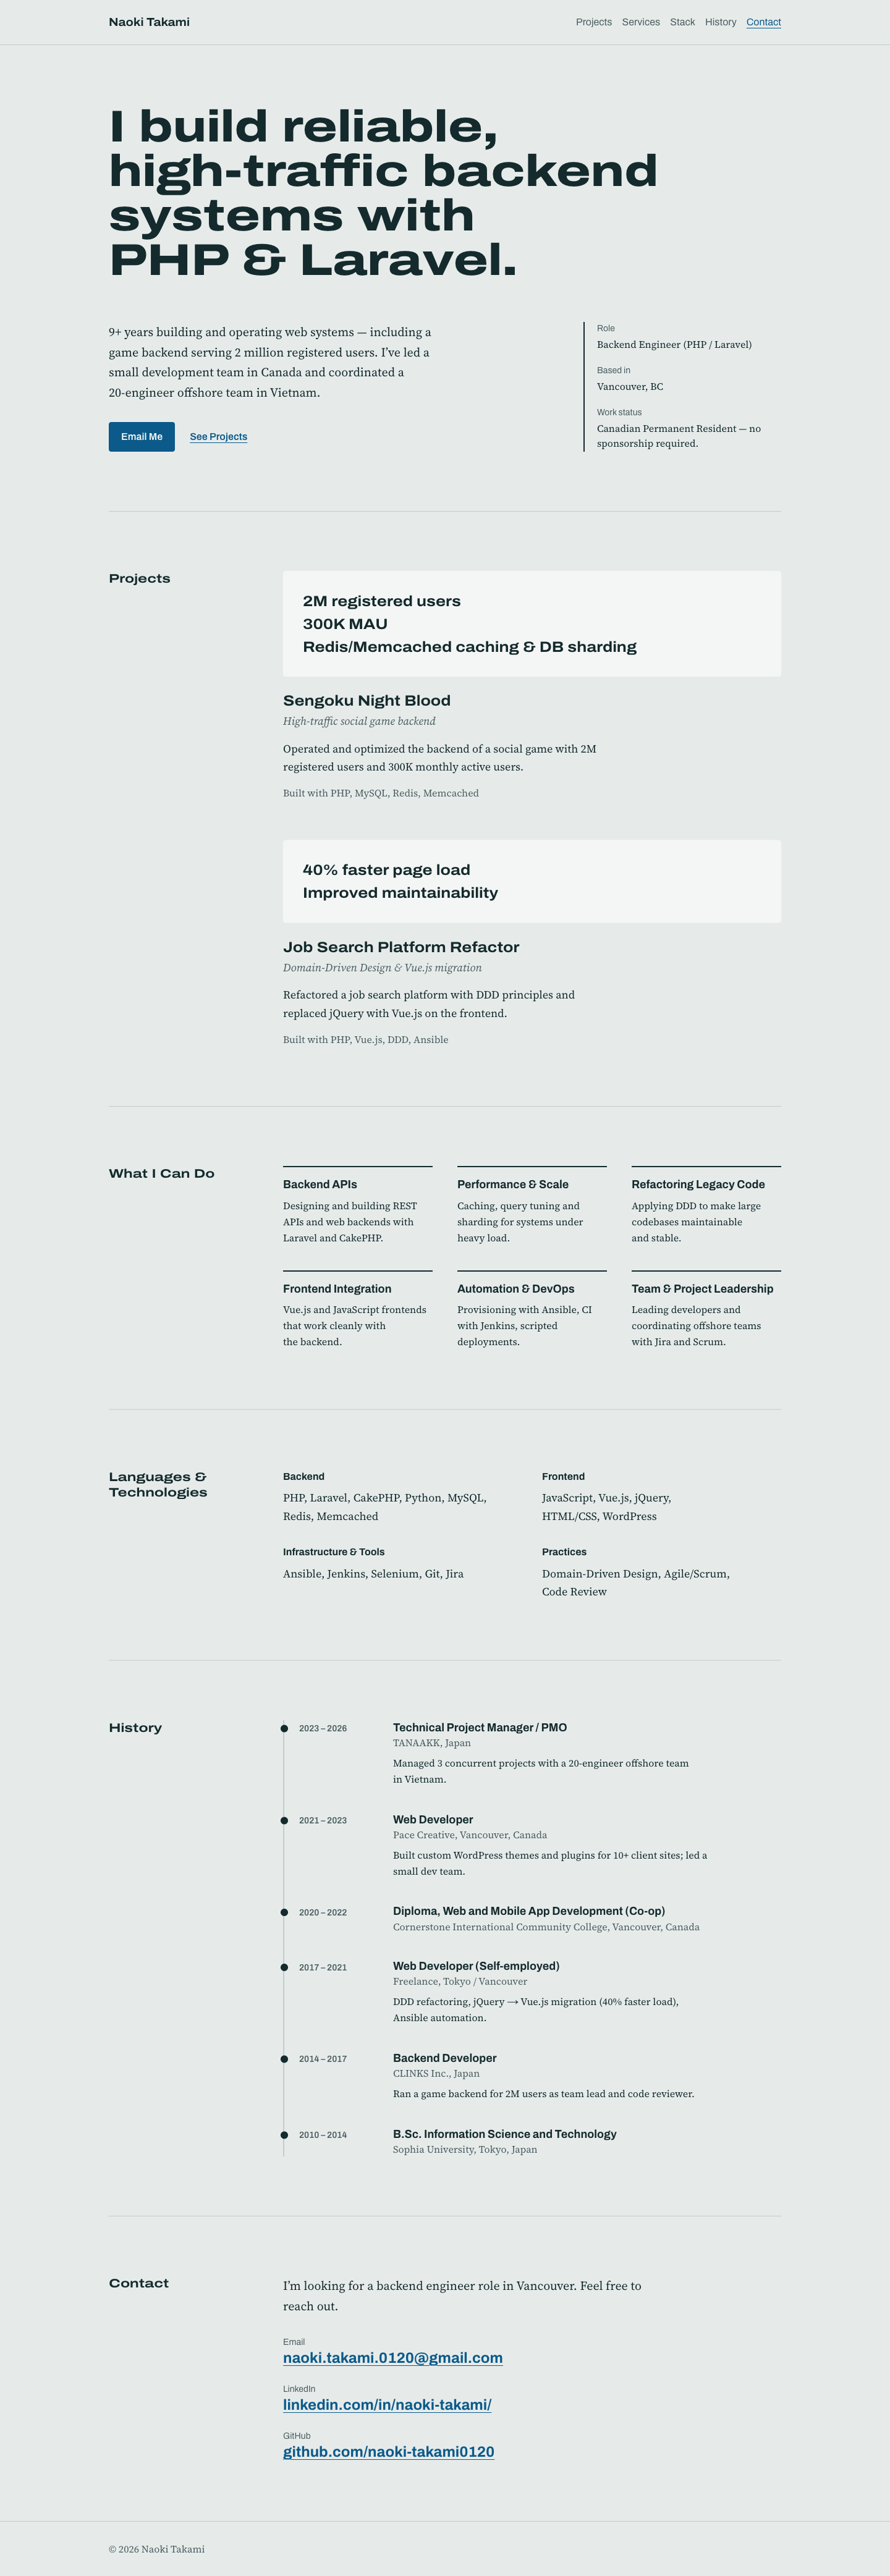 Naoki Takami
Projects Services Stack History Contact
I build reliable,
high-traffic backend
systems with
PHP & Laravel.
9+ years building and operating web systems — including a
game backend serving 2 million registered users. I’ve led a
small development team in Canada and coordinated a
20-engineer offshore team in Vietnam.
Email Me
See Projects
Role
Backend Engineer (PHP / Laravel)
Based in
Vancouver, BC
Work status
Canadian Permanent Resident — no
sponsorship required.
Projects
2M registered users
300K MAU
Redis/Memcached caching & DB sharding
Sengoku Night Blood
High-traffic social game backend
Operated and optimized the backend of a social game with 2M
registered users and 300K monthly active users.
Built with PHP, MySQL, Redis, Memcached
40% faster page load
Improved maintainability
Job Search Platform Refactor
Domain-Driven Design & Vue.js migration
Refactored a job search platform with DDD principles and
replaced jQuery with Vue.js on the frontend.
Built with PHP, Vue.js, DDD, Ansible
What I Can Do
Backend APIs
Designing and building REST
APIs and web backends with
Laravel and CakePHP.
Performance & Scale
Caching, query tuning and
sharding for systems under
heavy load.
Refactoring Legacy Code
Applying DDD to make large
codebases maintainable
and stable.
Frontend Integration
Vue.js and JavaScript frontends
that work cleanly with
the backend.
Automation & DevOps
Provisioning with Ansible, CI
with Jenkins, scripted
deployments.
Team & Project Leadership
Leading developers and
coordinating offshore teams
with Jira and Scrum.
Languages &
Technologies
Backend
PHP, Laravel, CakePHP, Python, MySQL,
Redis, Memcached
Frontend
JavaScript, Vue.js, jQuery,
HTML/CSS, WordPress
Infrastructure & Tools
Ansible, Jenkins, Selenium, Git, Jira
Practices
Domain-Driven Design, Agile/Scrum,
Code Review
History
2023 – 2026
Technical Project Manager / PMO
TANAAKK, Japan
Managed 3 concurrent projects with a 20-engineer offshore team
in Vietnam.
2021 – 2023
Web Developer
Pace Creative, Vancouver, Canada
Built custom WordPress themes and plugins for 10+ client sites; led a
small dev team.
2020 – 2022
Diploma, Web and Mobile App Development (Co-op)
Cornerstone International Community College, Vancouver, Canada
2017 – 2021
Web Developer (Self-employed)
Freelance, Tokyo / Vancouver
DDD refactoring, jQuery → Vue.js migration (40% faster load),
Ansible automation.
2014 – 2017
Backend Developer
CLINKS Inc., Japan
Ran a game backend for 2M users as team lead and code reviewer.
2010 – 2014
B.Sc. Information Science and Technology
Sophia University, Tokyo, Japan
Contact
I’m looking for a backend engineer role in Vancouver. Feel free to
reach out.
Email
naoki.takami.0120@gmail.com
LinkedIn
linkedin.com/in/naoki-takami/
GitHub
github.com/naoki-takami0120
© 2026 Naoki Takami